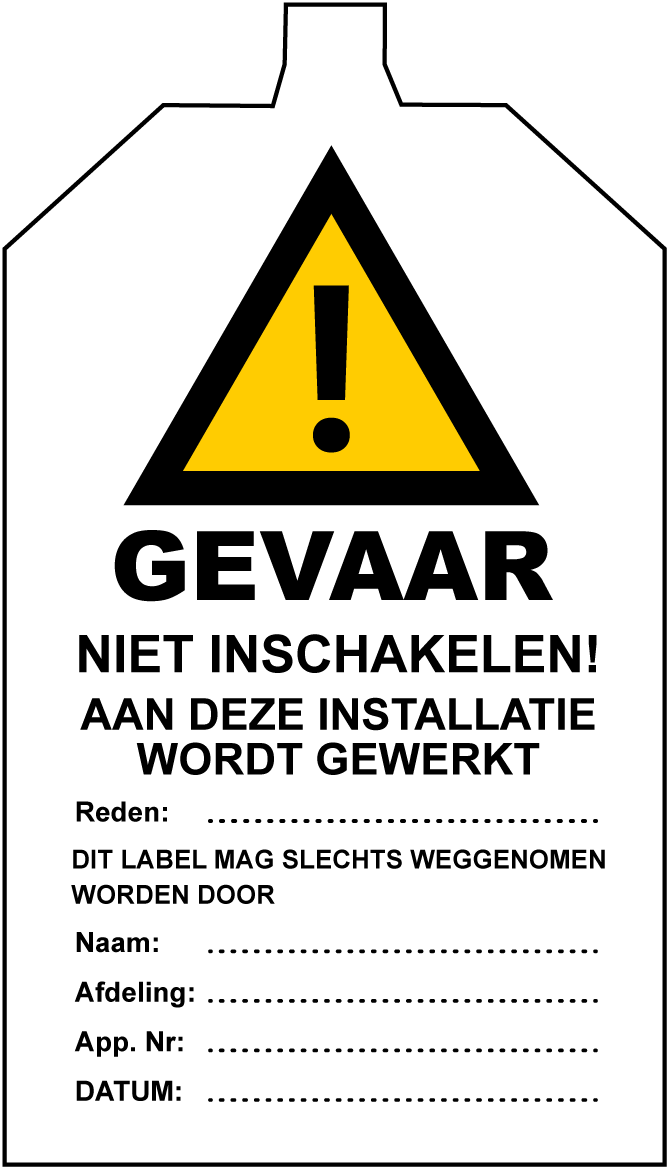 !
GEVAAR
NIET INSCHAKELEN!
AAN DEZE INSTALLATIE
WORDT GEWERKT
Reden: .................................
DIT LABEL MAG SLECHTS WEGGENOMEN
WORDEN DOOR
Naam: .................................
Afdeling: .................................
App. Nr: .................................
DATUM: .................................